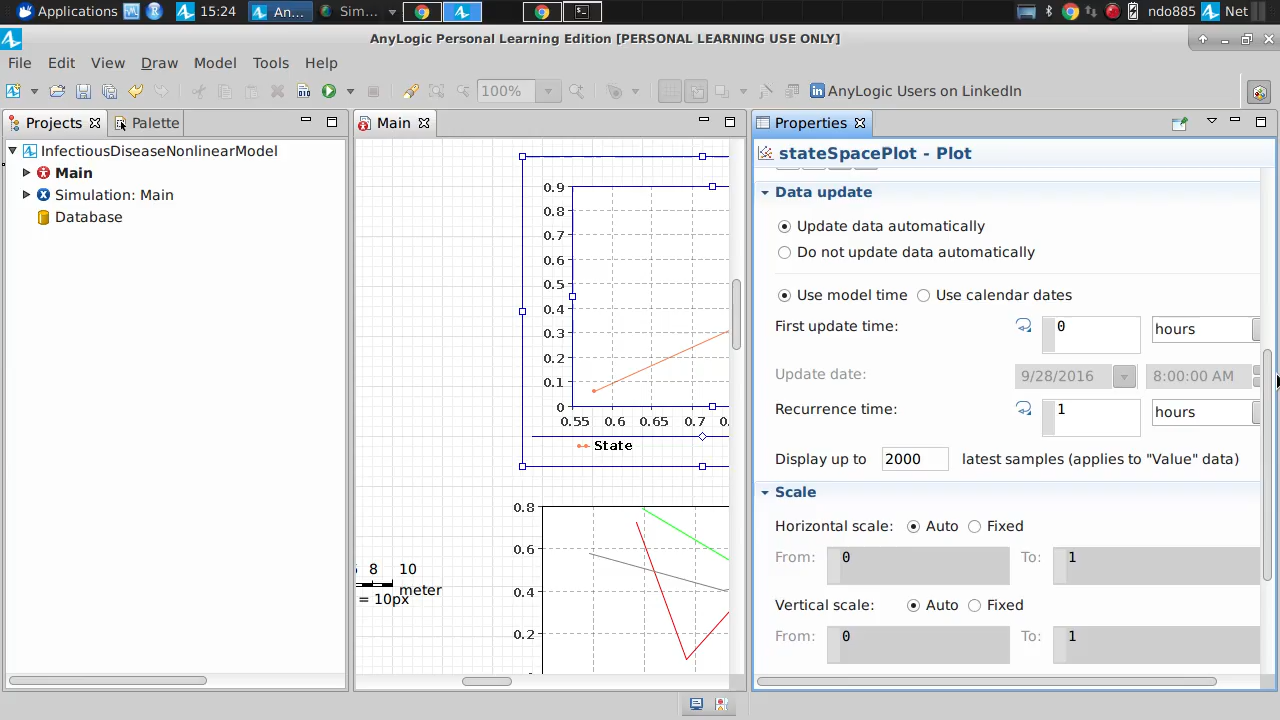 Applications 15:24 An... Sim... ndo885 Net
AnyLogic Personal Learning Edition [PERSONAL LEARNING USE ONLY]
File Edit View Draw Model Tools Help
100% AnyLogic Users on LinkedIn
Projects Palette Main Properties
InfectiousDiseaseNonlinearModel
Main
Simulation: Main
Database
0.9
0.8
0.7
0.6
0.5
0.4
0.3
0.2
0.1
0
0.55 0.6 0.65 0.7
State
0.8
0.6
0.4
0.2
8 10
meter
= 10px
stateSpacePlot - Plot
Data update
Update data automatically
Do not update data automatically
Use model time Use calendar dates
First update time: 0 hours
Update date: 9/28/2016 8:00:00 AM
Recurrence time: 1 hours
Display up to 2000 latest samples (applies to "Value" data)
Scale
Horizontal scale: Auto Fixed
From: 0 To: 1
Vertical scale: Auto Fixed
From: 0 To: 1